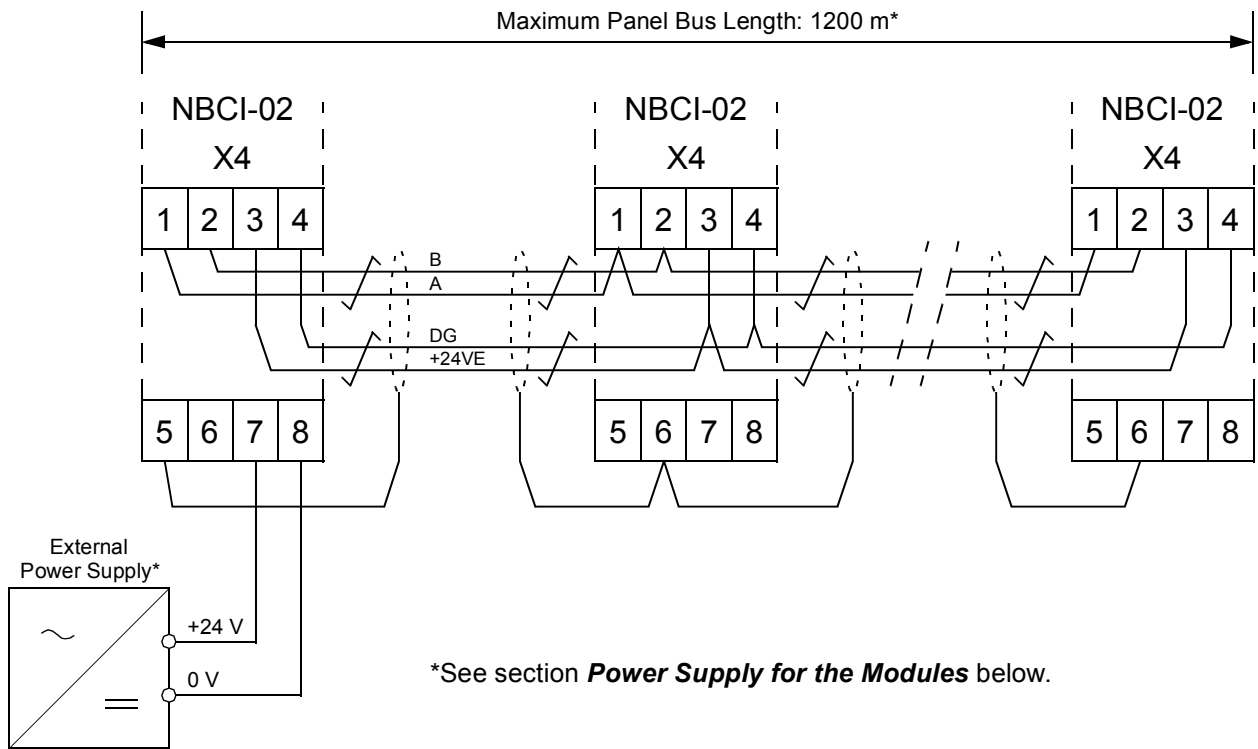 Maximum Panel Bus Length: 1200 m*
NBCI-02 NBCI-02 NBCI-02
X4 X4 X4
1 2 3 4 1 2 3 4 1 2 3 4
B
A
DG
+24VE
5 6 7 8 5 6 7 8 5 6 7 8
External
Power Supply*
+24 V
0 V
*See section Power Supply for the Modules below.